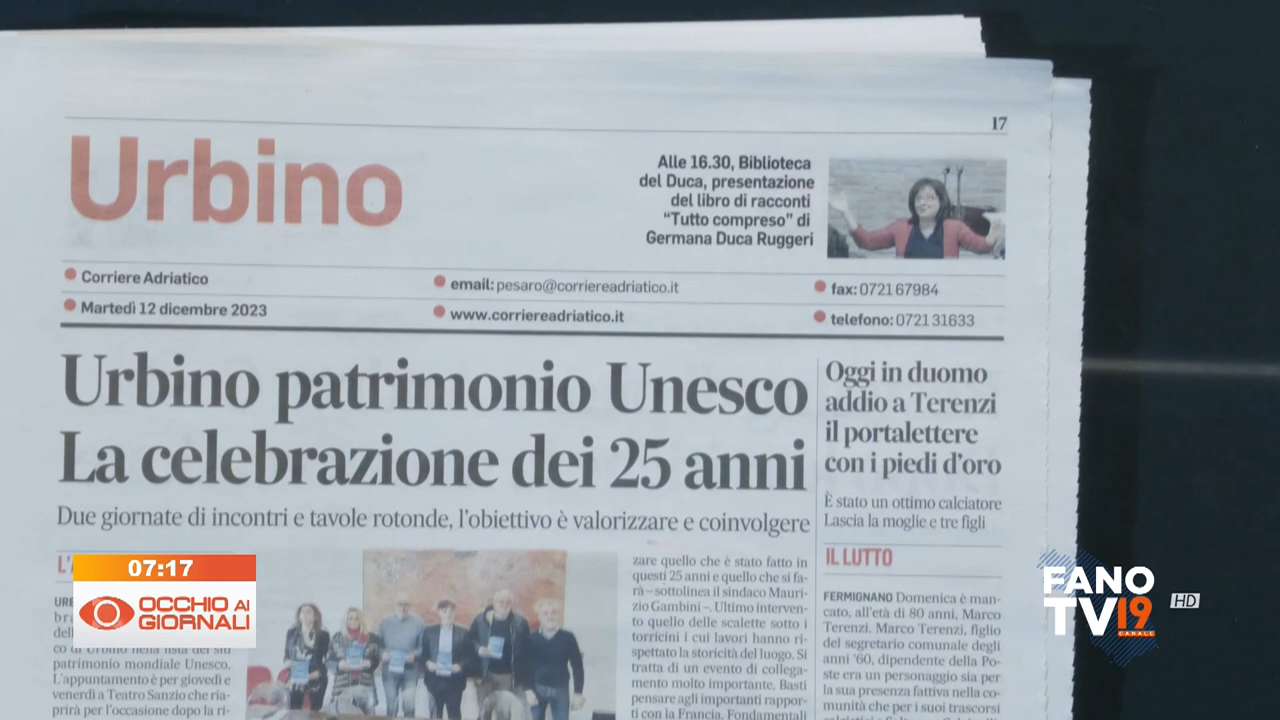 17
Urbino
Alle 16.30, Biblioteca
del Duca, presentazione
del libro di racconti
“Tutto compreso” di
Germana Duca Ruggeri
Corriere Adriatico
Martedì 12 dicembre 2023
email: pesaro@corriereadriatico.it
www.corriereadriatico.it
fax: 0721 67984
telefono: 0721 31633
Urbino patrimonio Unesco
La celebrazione dei 25 anni
Due giornate di incontri e tavole rotonde, l’obiettivo è valorizzare e coinvolgere
patrimonio mondiale Unesco.
L’appuntamento è per giovedì e
venerdì a Teatro Sanzio che ria-
prirà per l’occasione dopo la ri-
zare quello che è stato fatto in
questi 25 anni e quello che si fa-
rà – sottolinea il sindaco Mauri-
zio Gambini –. Ultimo interven-
to quello delle scalette sotto i
torricini i cui lavori hanno ri-
spettato la storicità del luogo. Si
tratta di un evento di collega-
mento molto importante. Basti
pensare agli importanti rappor-
ti con la Francia. Fondamentali
Oggi in duomo
addio a Terenzi
il portalettere
con i piedi d’oro
È stato un ottimo calciatore
Lascia la moglie e tre figli
IL LUTTO
FERMIGNANO Domenica è man-
cato, all’età di 80 anni, Marco
Terenzi. Marco Terenzi, figlio
del segretario comunale degli
anni ’60, dipendente della Po-
ste era un personaggio sia per
la sua presenza fattiva nella co-
munità che per i suoi trascorsi
07:17
OCCHIO AI
GIORNALI
FANO
TV19
CANALE
HD